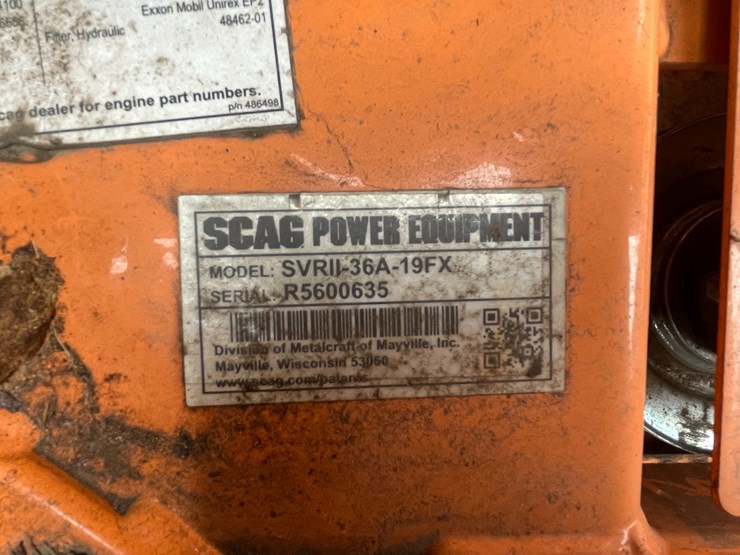 1100
Exxon Mobil Unirex EP2
Filter, Hydraulic 48462-01
dealer for engine part numbers.
p/n 486498
SCAG POWER EQUIPMENT
MODEL: SVRII-36A-19FX
SERIAL: R5600635
Division of Metalcraft of Mayville, Inc.
Mayville, Wisconsin 53050
www.scag.com/patents